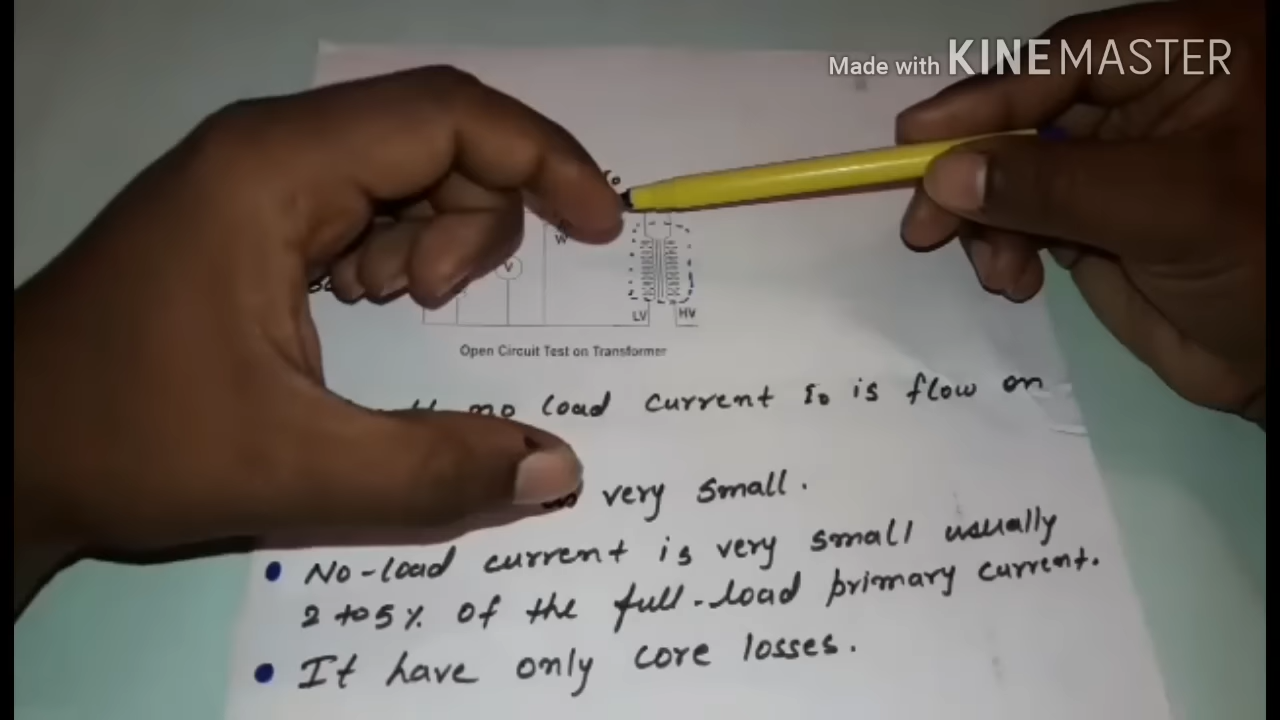 Made with KINEMASTER
Io
W
V
LV HV
Open Circuit Test on Transformer
no load current Io is flow on
very small.
No-load current is very small usually
2 to 5% of the full-load primary current.
It have only core losses.